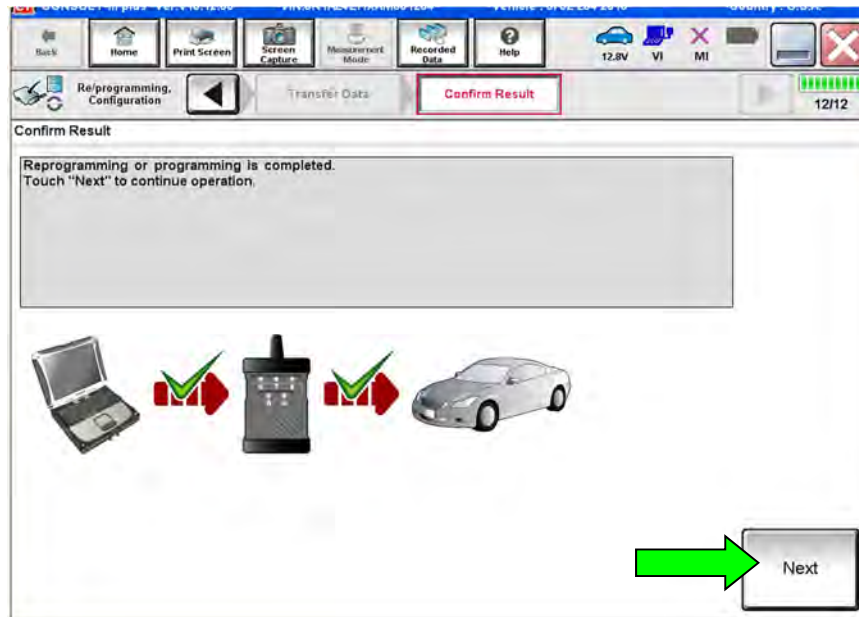 Back
Home
Print Screen
Screen
Capture
Measurement
Mode
Recorded
Data
Help
12.8V
VI
MI
Re/programming,
Configuration
Transfer Data
Confirm Result
12/12
Confirm Result
Reprogramming or programming is completed.
Touch "Next" to continue operation.
Next